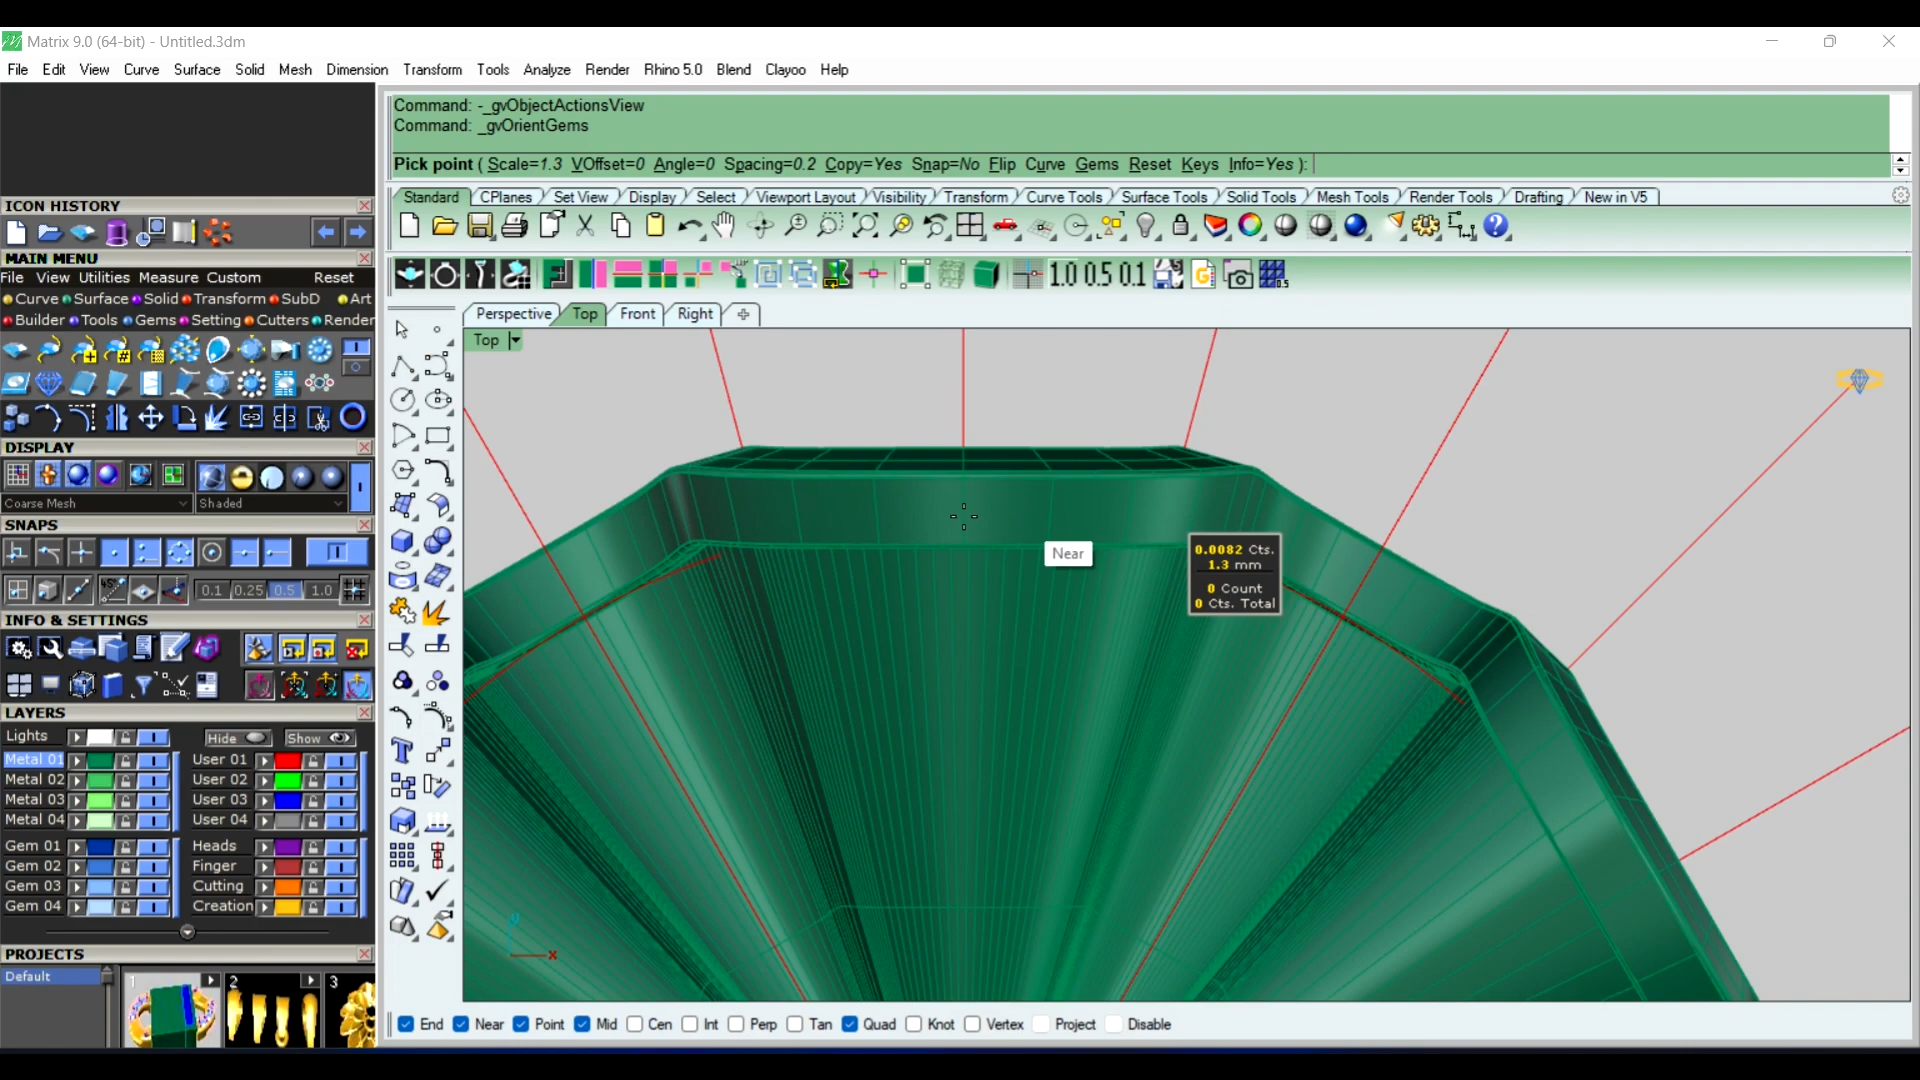 Matrix 9.0 (64-bit) - Untitled.3dm
File Edit View Curve Surface Solid Mesh Dimension Transform Tools Analyze Render Rhino 5.0 Blend Clayoo Help
Command: -_gvObjectActionsView
Command: _gvOrientGems
Pick point ( Scale=1.3 VOffset=0 Angle=0 Spacing=0.2 Copy=Yes Snap=No Flip Curve Gems Reset Keys Info=Yes ):
Standard CPlanes Set View Display Select Viewport Layout Visibility Transform Curve Tools Surface Tools Solid Tools Mesh Tools Render Tools Drafting New in V5
1.0 0.5 0.1
0.5
Perspective Top Front Right
Top
Near
0.0082 Cts.
1.3 mm
0 Count
0 Cts. Total
x
End Near Point Mid Cen Int Perp Tan Quad Knot Vertex Project Disable
ICON HISTORY
MAIN MENU
File View Utilities Measure Custom Reset
Curve Surface Solid Transform SubD Art
Builder Tools Gems Setting Cutters Render
DISPLAY
Coarse Mesh Shaded
SNAPS
45°
0.1 0.25 0.5 1.0
INFO & SETTINGS
LAYERS
Lights Hide Show
Metal 01 User 01
Metal 02 User 02
Metal 03 User 03
Metal 04 User 04
Gem 01 Heads
Gem 02 Finger
Gem 03 Cutting
Gem 04 Creation
PROJECTS
Default
1 2 3